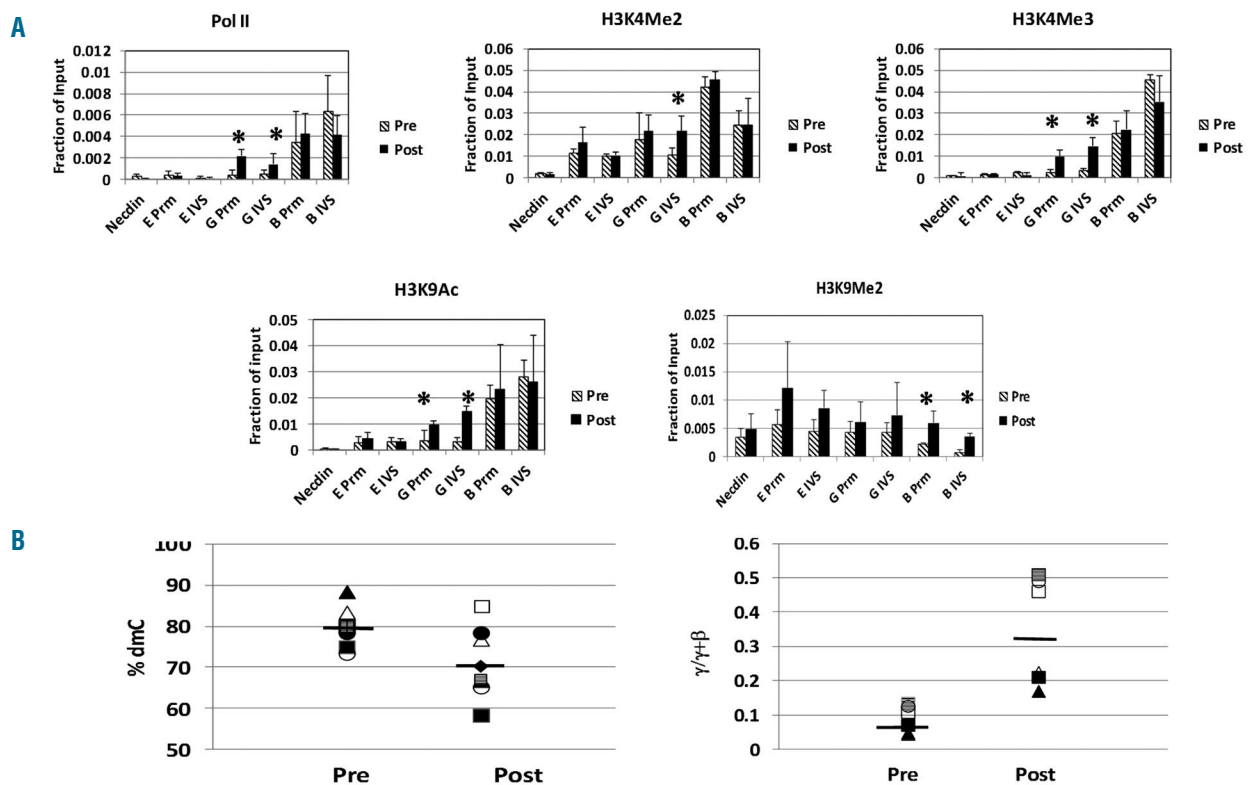 A
Pol II
Fraction of Input
0.012
0.01
0.008
0.006
0.004
0.002
0
Necdin
E Prm
E IVS
G Prm
G IVS
B Prm
B IVS
* *
Pre
Post
H3K4Me2
Fraction of Input
0.06
0.05
0.04
0.03
0.02
0.01
0
Necdin
E Prm
E IVS
G Prm
G IVS
B Prm
B IVS
*
Pre
Post
H3K4Me3
Fraction of Input
0.06
0.05
0.04
0.03
0.02
0.01
0
Necdin
E Prm
E IVS
G Prm
G IVS
B Prm
B IVS
* *
Pre
Post
H3K9Ac
Fraction of input
0.05
0.04
0.03
0.02
0.01
0
Necdin
E Prm
E IVS
G Prm
G IVS
B Prm
B IVS
* *
Pre
Post
H3K9Me2
Fraction of Input
0.025
0.02
0.015
0.01
0.005
0
Necdin
E Prm
E IVS
G Prm
G IVS
B Prm
B IVS
* *
Pre
Post
B
% dmC
100
90
80
70
60
50
Pre
Post
γ/γ+β
0.6
0.5
0.4
0.3
0.2
0.1
0
Pre
Post